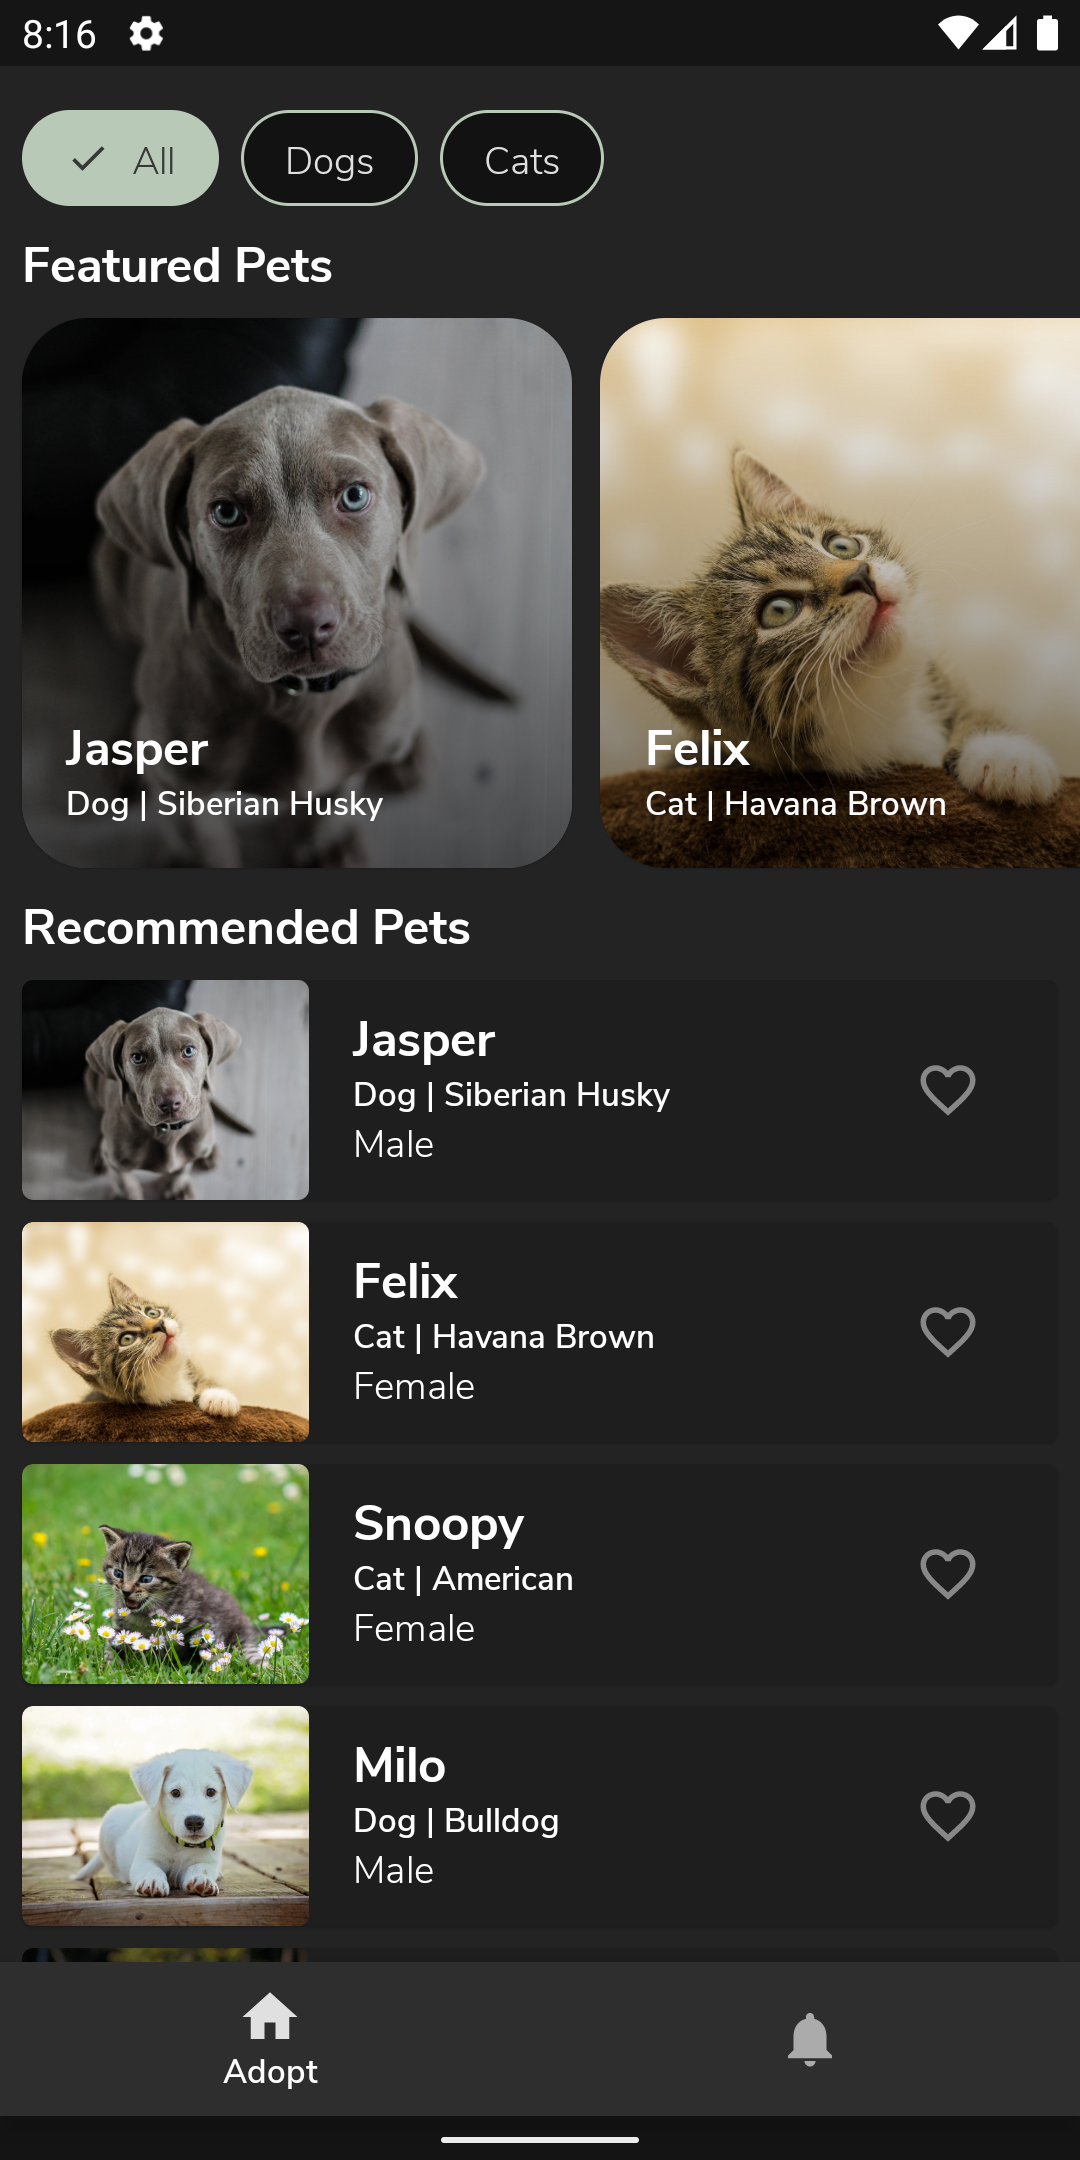 8:16
All
Dogs
Cats
Featured Pets
Jasper
Dog | Siberian Husky
Felix
Cat | Havana Brown
Recommended Pets
Jasper
Dog | Siberian Husky
Male
Felix
Cat | Havana Brown
Female
Snoopy
Cat | American
Female
Milo
Dog | Bulldog
Male
Adopt